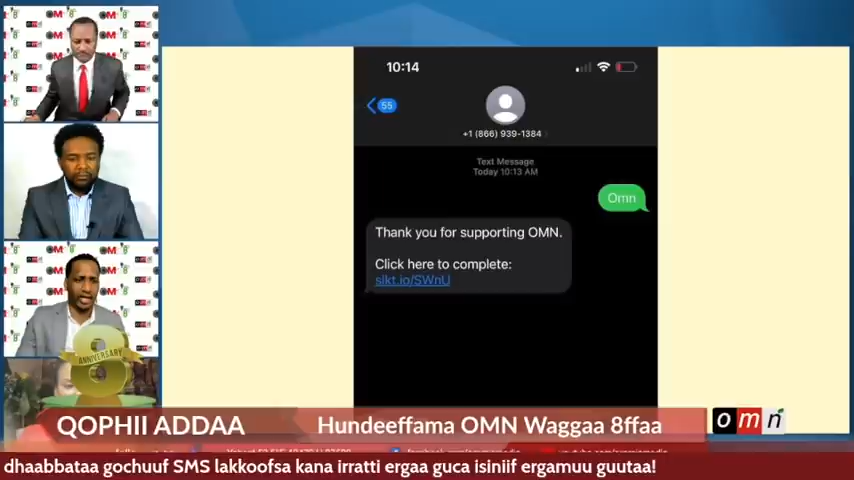 10:14
55
+1 (866) 939-1384
Text Message
Today 10:13 AM
Omn
Thank you for supporting OMN.
Click here to complete:
slkt.io/SWnU
8
ANNIVERSARY
QOPHII ADDAA
Hundeeffama OMN Waggaa 8ffaa
omn
dhaabbataa gochuuf SMS lakkoofsa kana irratti ergaa guca isiniif ergamuu guutaa!